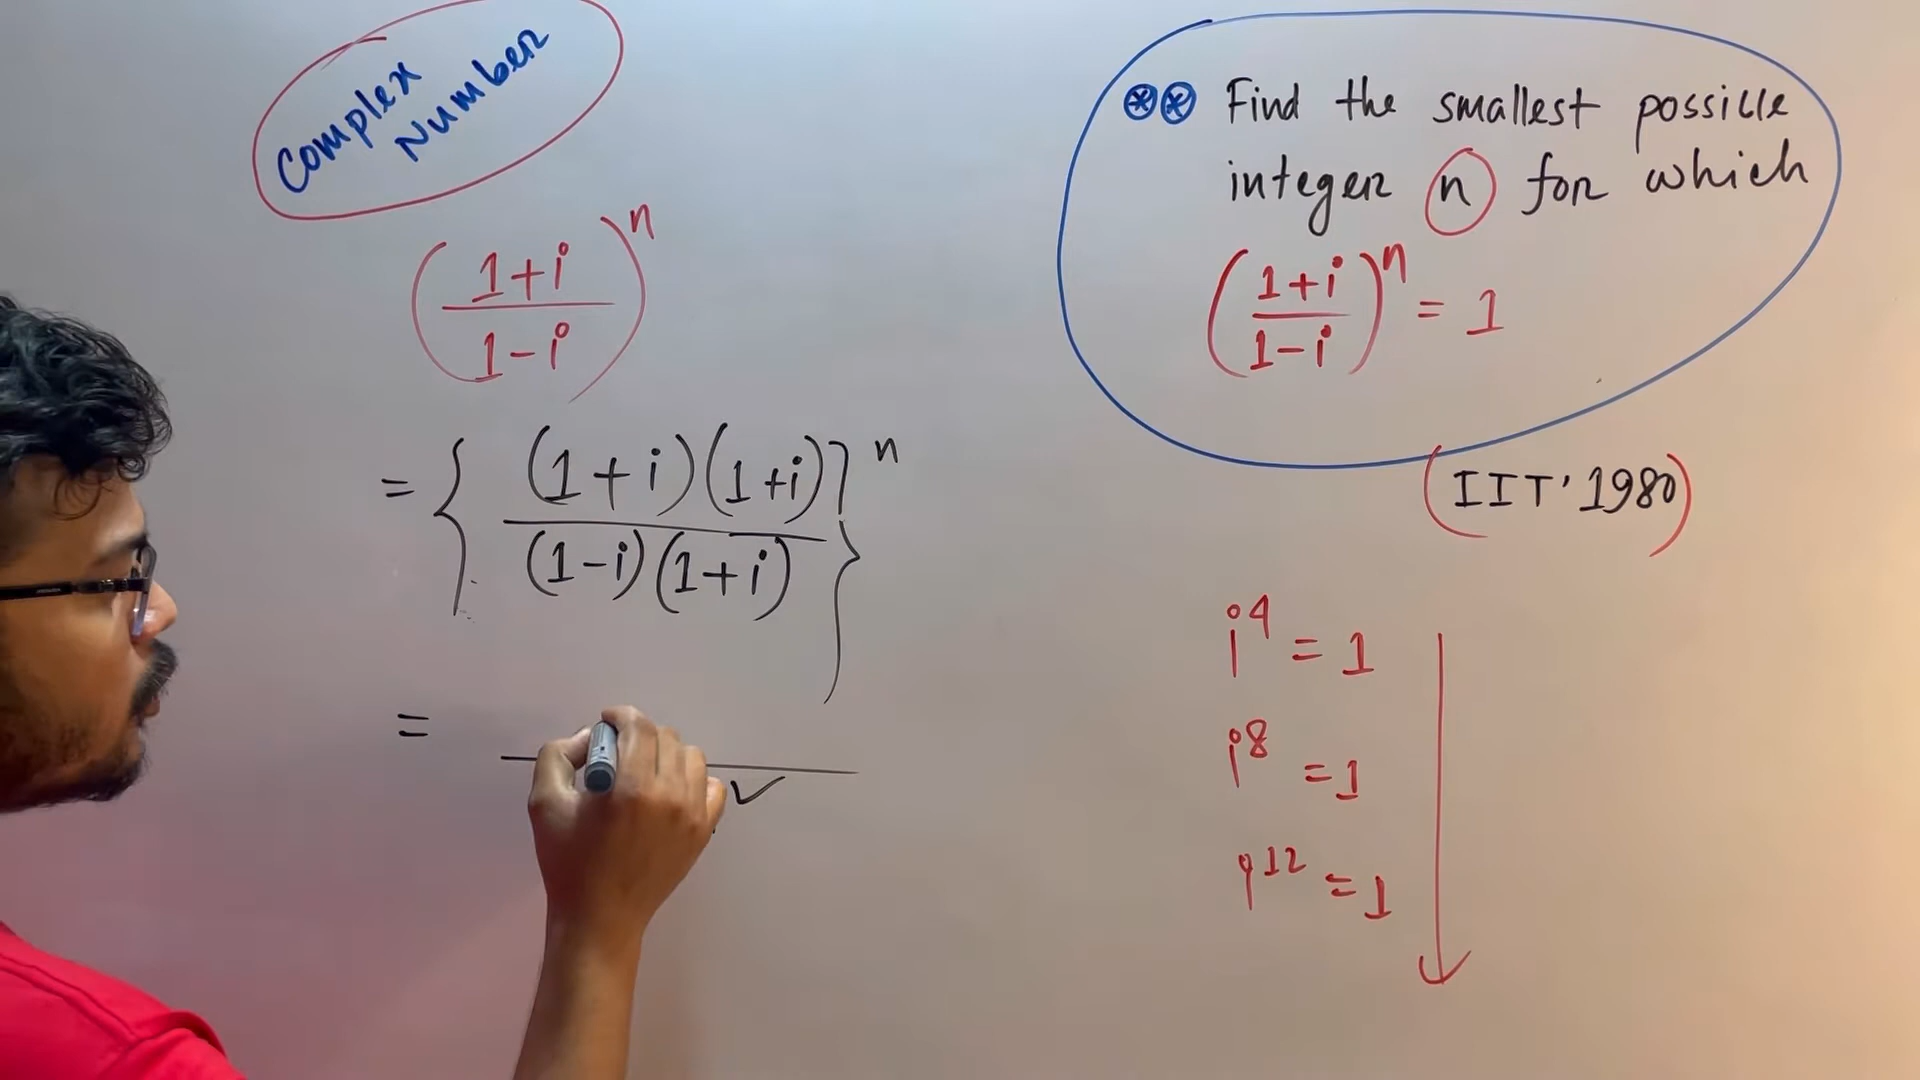 Complex
Number
(1+i / 1-i)^n
= { (1+i)(1+i) / (1-i)(1+i) }^n
=
⊛⊛ Find the smallest possible
integer n for which
(1+i / 1-i)^n = 1
(IIT' 1980)
i^4 = 1
i^8 = 1
i^12 = 1